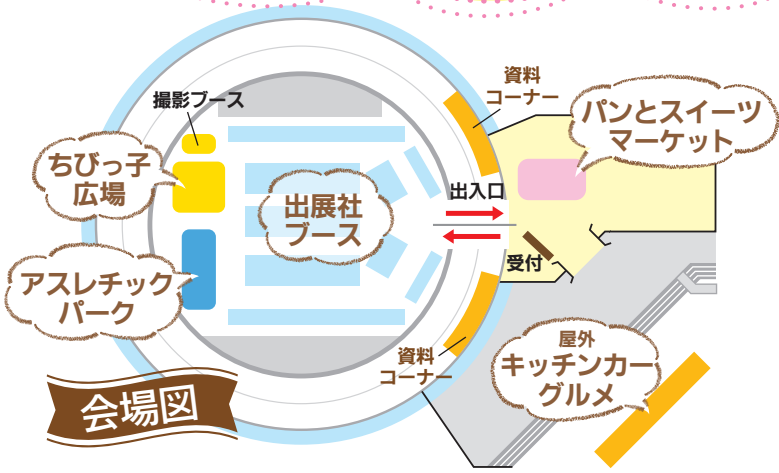 資料
コーナー
パンとスイーツ
マーケット
撮影ブース
ちびっ子
広場
出展社
ブース
出入口
受付
アスレチック
パーク
資料
コーナー
屋外
キッチンカー
グルメ
会場図